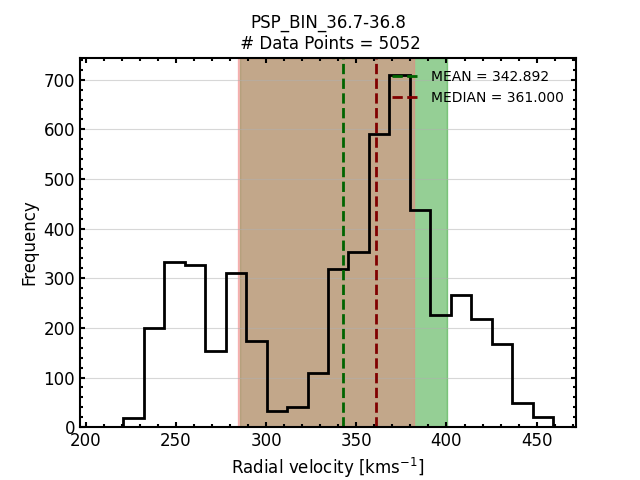 PSP_BIN_36.7-36.8
# Data Points = 5052
MEAN = 342.892
MEDIAN = 361.000
Frequency
700
600
500
400
300
200
100
0
200 250 300 350 400 450
Radial velocity [kms⁻¹]